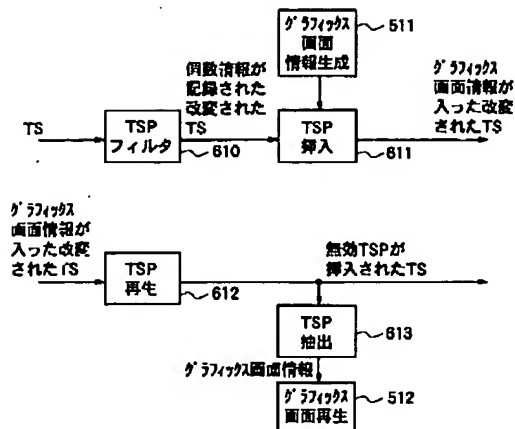 グラフィックス
画面
情報生成
511
個数情報が
記録された
改変された
TS
グラフィックス
画面情報が
入った改変
されたTS
TS
TSP
フィルタ
610
TSP
挿入
611
グラフィックス
画面情報が
入った改変
されたTS
TSP
再生
612
無効TSPが
挿入されたTS
TSP
抽出
613
グラフィックス画面情報
グラフィックス
画面再生
512